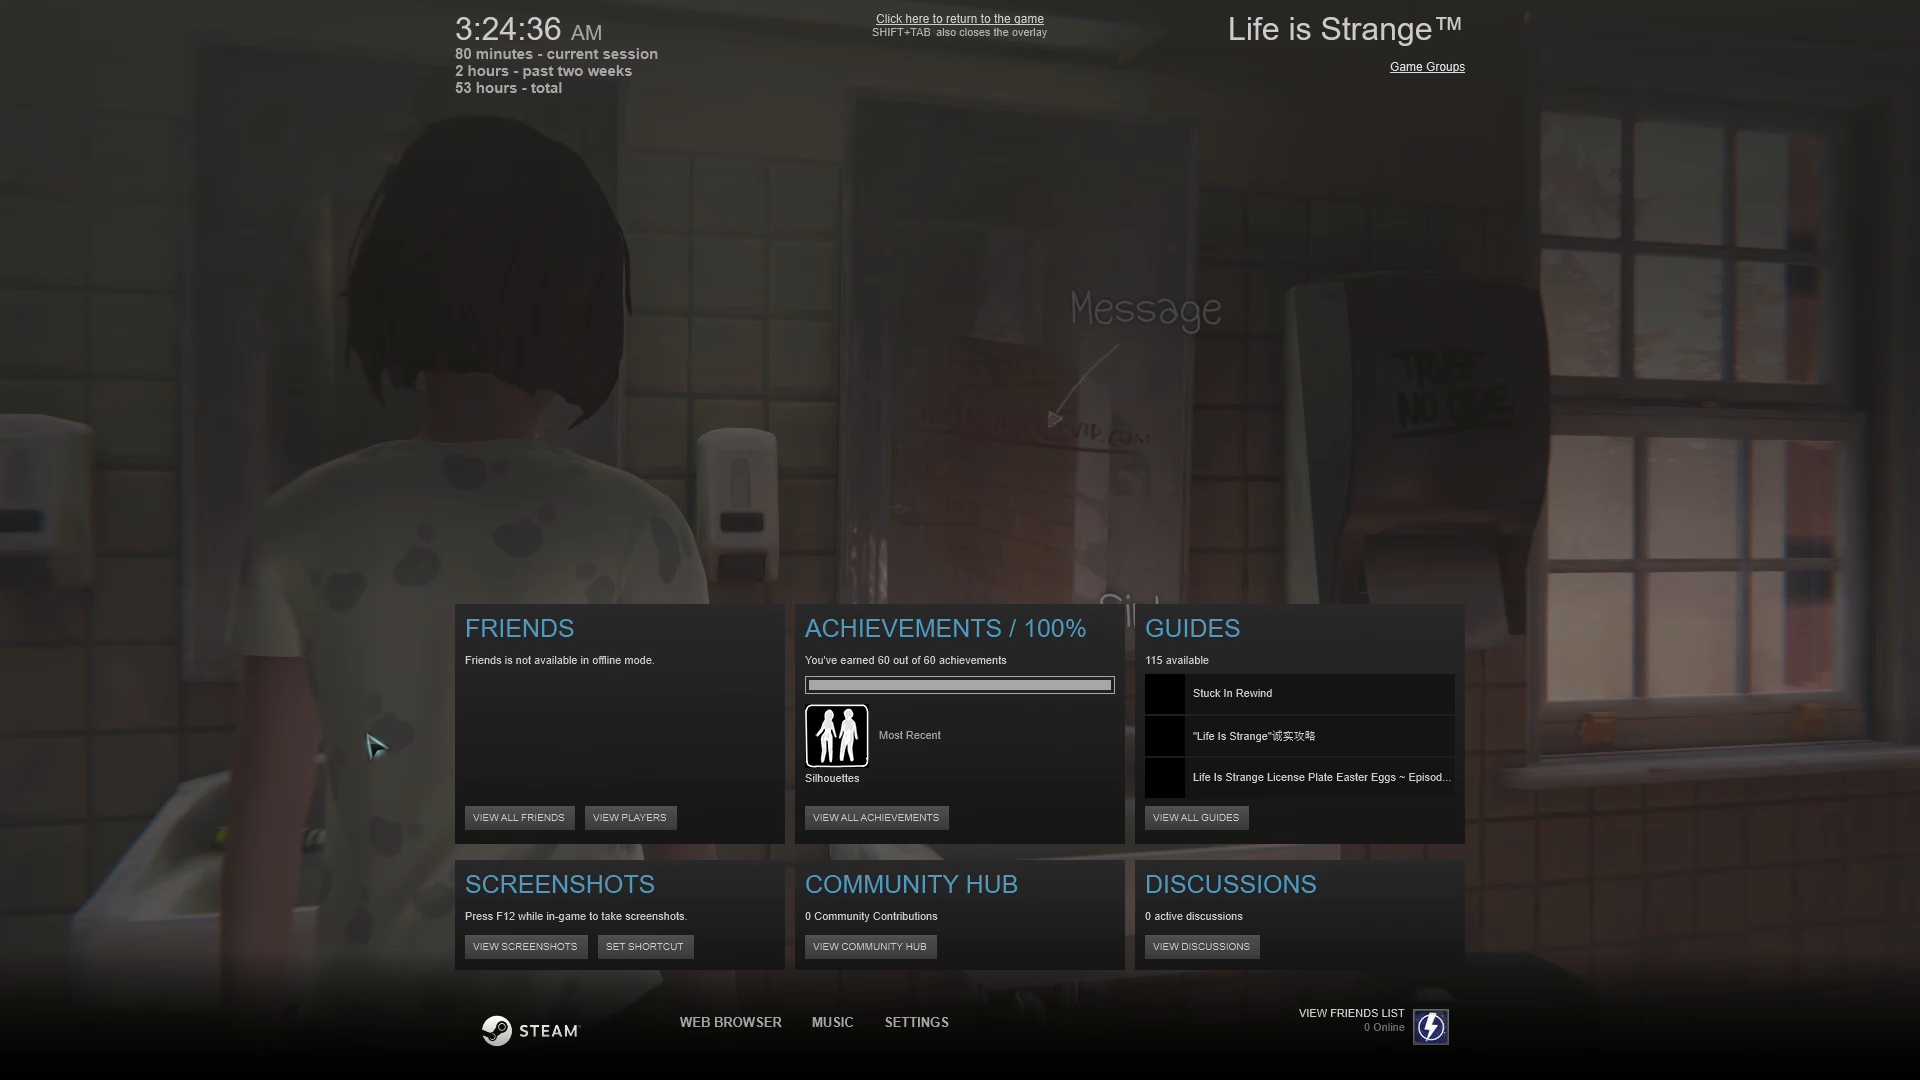 3:24:36 AM
80 minutes - current session
2 hours - past two weeks
53 hours - total
Click here to return to the game
SHIFT+TAB also closes the overlay
Life is Strange™
Game Groups
Message
NO ONE
FRIENDS
Friends is not available in offline mode.
VIEW ALL FRIENDS
VIEW PLAYERS
ACHIEVEMENTS / 100%
You've earned 60 out of 60 achievements
Most Recent
Silhouettes
VIEW ALL ACHIEVEMENTS
GUIDES
115 available
Stuck In Rewind
"Life Is Strange"诚实攻略
Life Is Strange License Plate Easter Eggs ~ Episod...
VIEW ALL GUIDES
SCREENSHOTS
Press F12 while in-game to take screenshots.
VIEW SCREENSHOTS
SET SHORTCUT
COMMUNITY HUB
0 Community Contributions
VIEW COMMUNITY HUB
DISCUSSIONS
0 active discussions
VIEW DISCUSSIONS
STEAM
WEB BROWSER
MUSIC
SETTINGS
VIEW FRIENDS LIST
0 Online